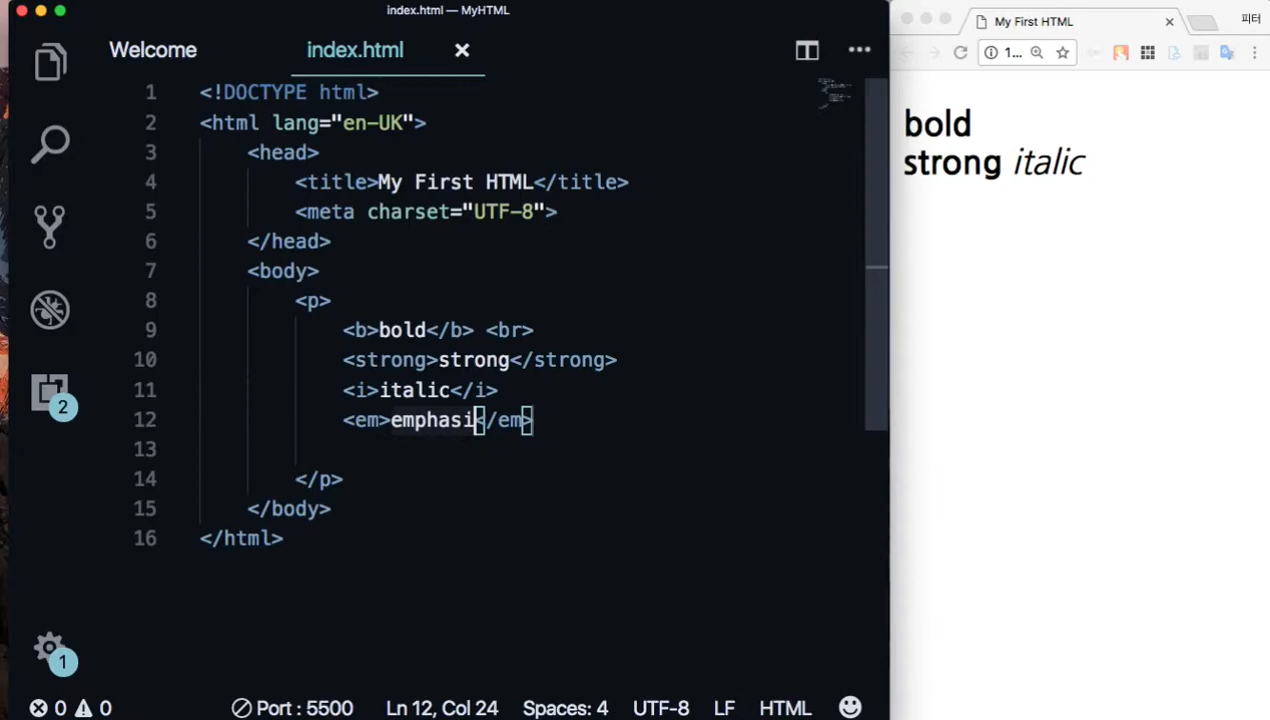 index.html — MyHTML
Welcome index.html
1 <!DOCTYPE html>
2 <html lang="en-UK">
3 <head>
4 <title>My First HTML</title>
5 <meta charset="UTF-8">
6 </head>
7 <body>
8 <p>
9 <b>bold</b> <br>
10 <strong>strong</strong>
11 <i>italic</i>
12 <em>emphasi</em>
13
14 </p>
15 </body>
16 </html>
2
1
0 0 Port : 5500 Ln 12, Col 24 Spaces: 4 UTF-8 LF HTML
My First HTML 피터
1...
bold
strong italic